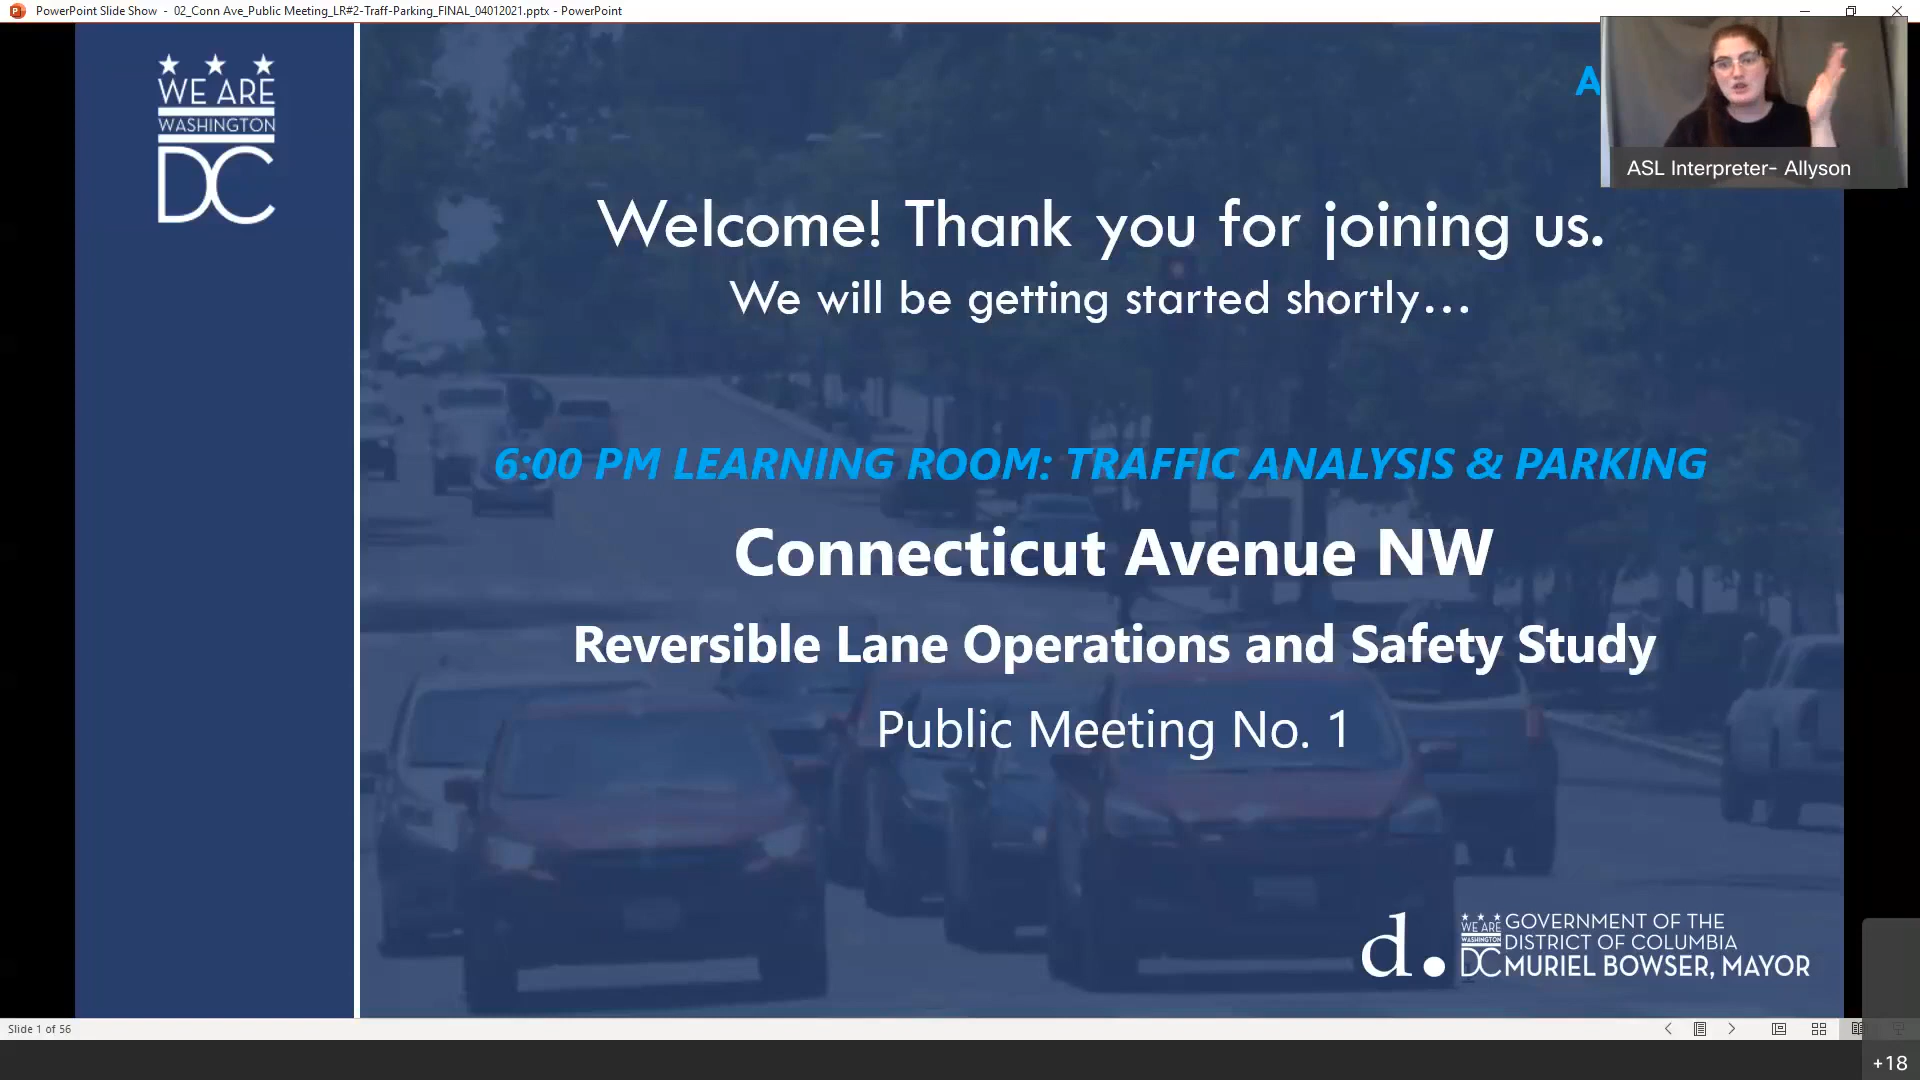 PowerPoint Slide Show - 02_Conn Ave_Public Meeting_LR#2-Traff-Parking_FINAL_04012021.pptx - PowerPoint
WE ARE
WASHINGTON
DC
A
ASL Interpreter- Allyson
Welcome! Thank you for joining us.
We will be getting started shortly...
6:00 PM LEARNING ROOM: TRAFFIC ANALYSIS & PARKING
Connecticut Avenue NW
Reversible Lane Operations and Safety Study
Public Meeting No. 1
d.
WE ARE
WASHINGTON
DC
GOVERNMENT OF THE
DISTRICT OF COLUMBIA
MURIEL BOWSER, MAYOR
Slide 1 of 56
+18